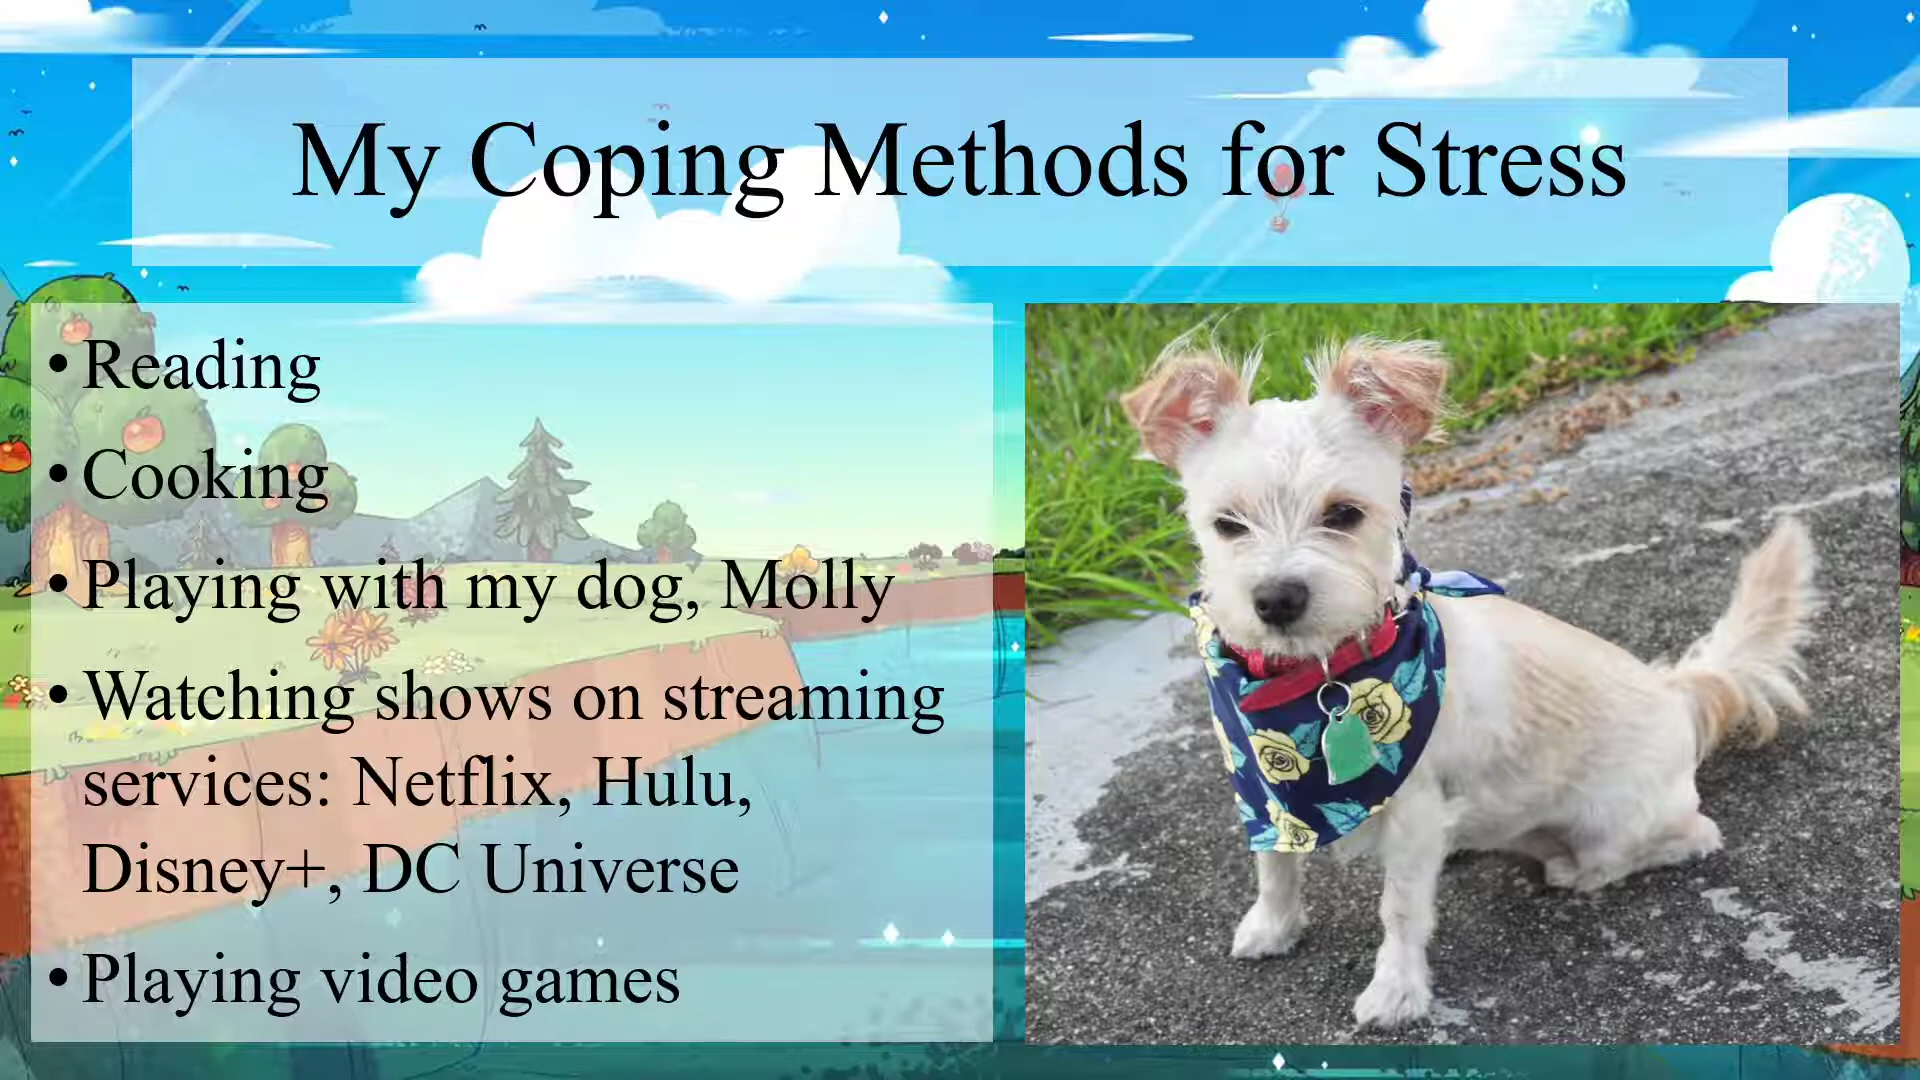 My Coping Methods for Stress
• Reading
• Cooking
• Playing with my dog, Molly
• Watching shows on streaming
services: Netflix, Hulu,
Disney+, DC Universe
• Playing video games